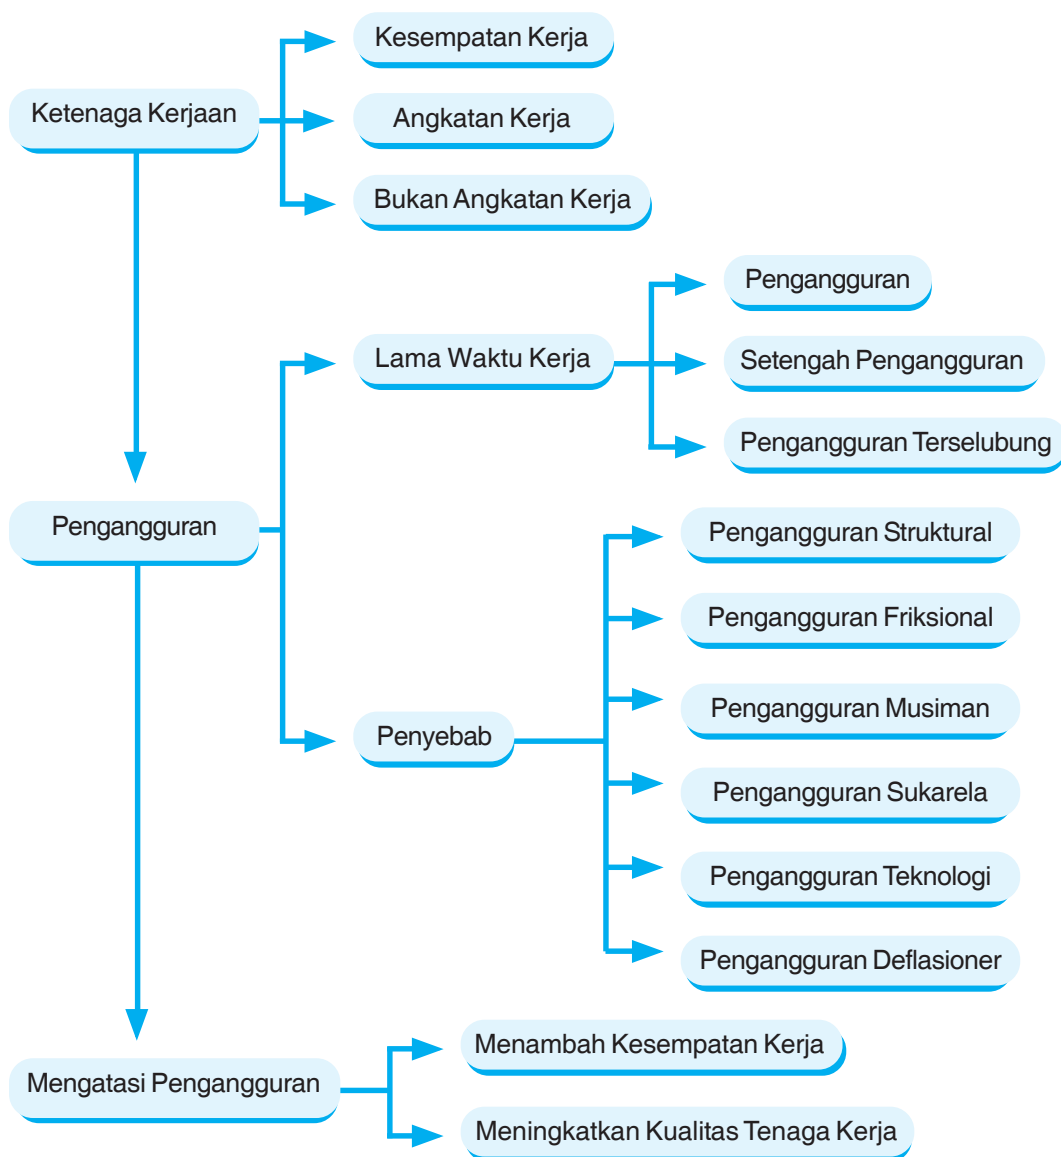 Kesempatan Kerja
Ketenaga Kerjaan
Angkatan Kerja
Bukan Angkatan Kerja
Pengangguran
Lama Waktu Kerja
Setengah Pengangguran
Pengangguran Terselubung
Pengangguran
Pengangguran Struktural
Pengangguran Friksional
Pengangguran Musiman
Penyebab
Pengangguran Sukarela
Pengangguran Teknologi
Pengangguran Deflasioner
Menambah Kesempatan Kerja
Mengatasi Pengangguran
Meningkatkan Kualitas Tenaga Kerja